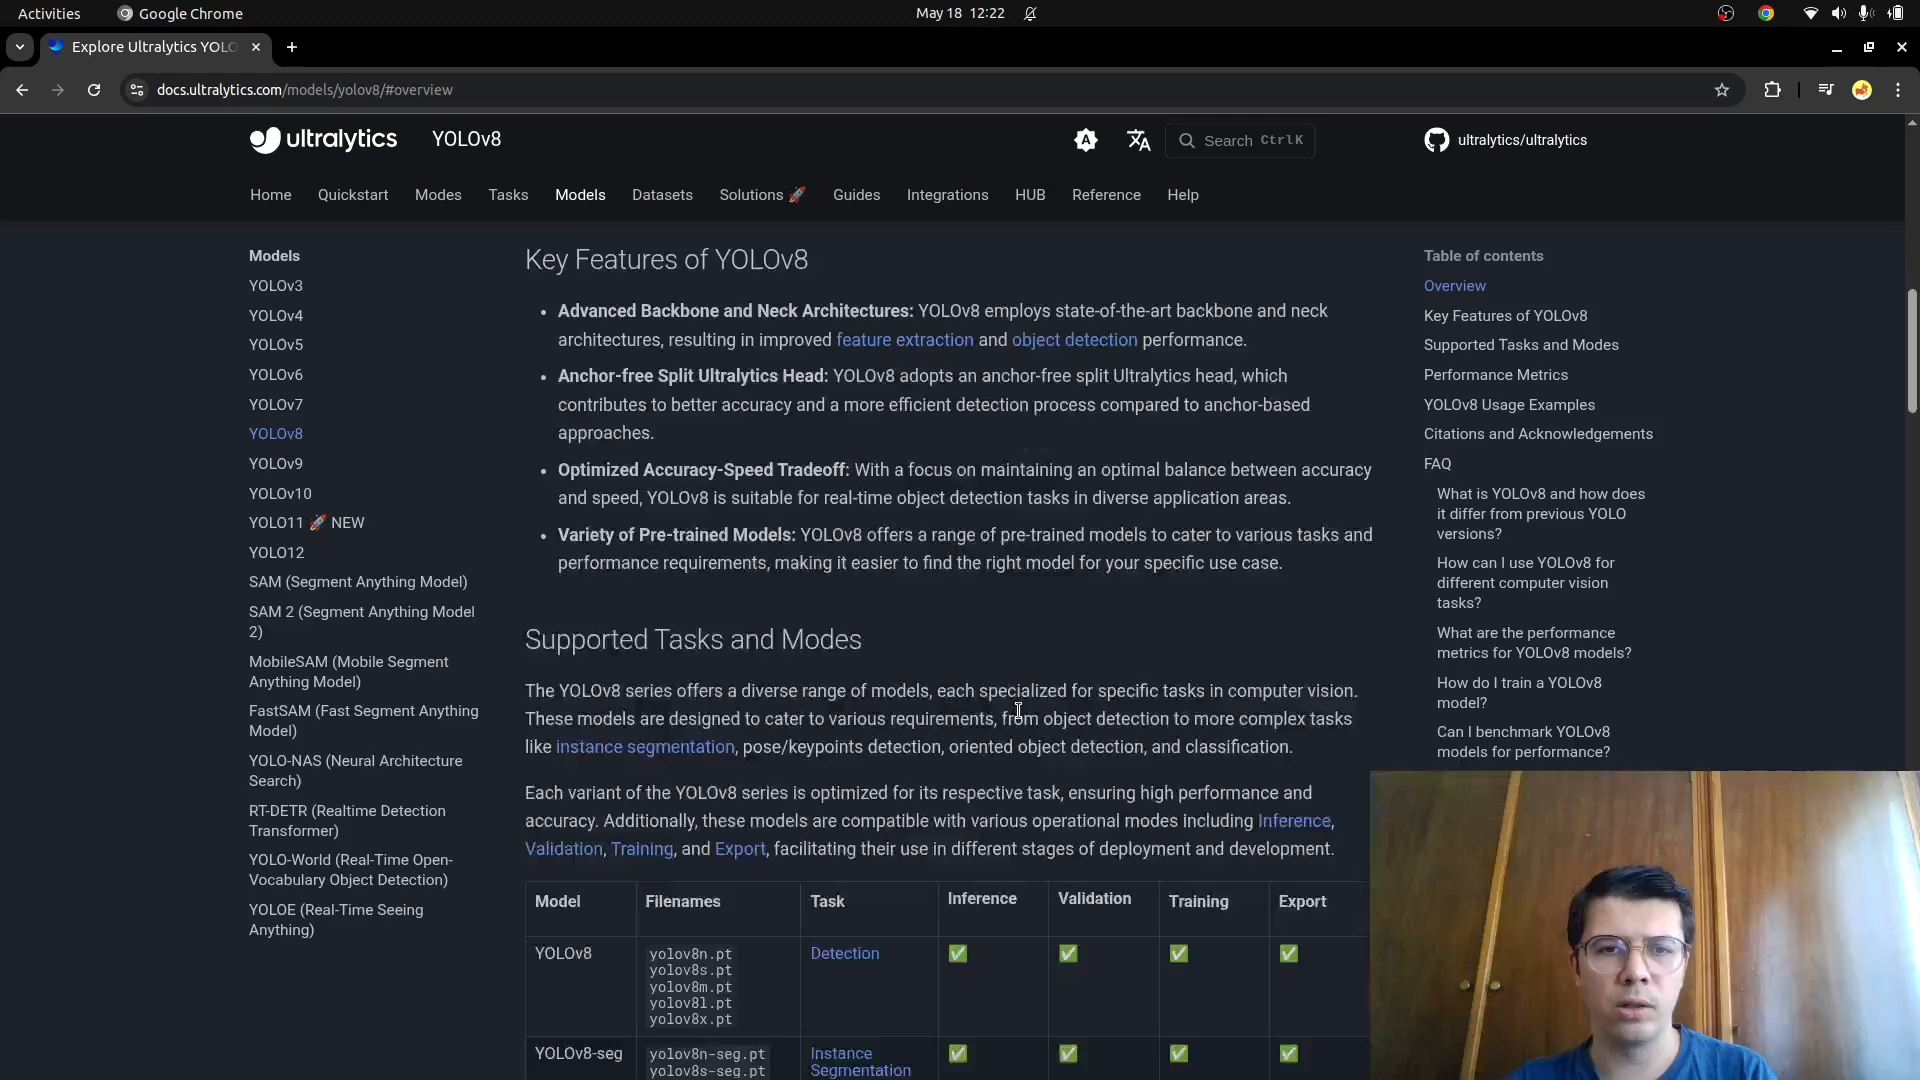 Activities
Google Chrome
May 18 12:22
Explore Ultralytics YOLO
docs.ultralytics.com/models/yolov8/#overview
ultralytics
YOLOv8
Search Ctrl K
ultralytics/ultralytics
Home
Quickstart
Modes
Tasks
Models
Datasets
Solutions 🚀
Guides
Integrations
HUB
Reference
Help
Models
YOLOv3
YOLOv4
YOLOv5
YOLOv6
YOLOv7
YOLOv8
YOLOv9
YOLOv10
YOLO11 🚀 NEW
YOLO12
SAM (Segment Anything Model)
SAM 2 (Segment Anything Model
2)
MobileSAM (Mobile Segment
Anything Model)
FastSAM (Fast Segment Anything
Model)
YOLO-NAS (Neural Architecture
Search)
RT-DETR (Realtime Detection
Transformer)
YOLO-World (Real-Time Open-
Vocabulary Object Detection)
YOLOE (Real-Time Seeing
Anything)
Key Features of YOLOv8
• Advanced Backbone and Neck Architectures: YOLOv8 employs state-of-the-art backbone and neck
architectures, resulting in improved feature extraction and object detection performance.
• Anchor-free Split Ultralytics Head: YOLOv8 adopts an anchor-free split Ultralytics head, which
contributes to better accuracy and a more efficient detection process compared to anchor-based
approaches.
• Optimized Accuracy-Speed Tradeoff: With a focus on maintaining an optimal balance between accuracy
and speed, YOLOv8 is suitable for real-time object detection tasks in diverse application areas.
• Variety of Pre-trained Models: YOLOv8 offers a range of pre-trained models to cater to various tasks and
performance requirements, making it easier to find the right model for your specific use case.
Supported Tasks and Modes
The YOLOv8 series offers a diverse range of models, each specialized for specific tasks in computer vision.
These models are designed to cater to various requirements, from object detection to more complex tasks
like instance segmentation, pose/keypoints detection, oriented object detection, and classification.
Each variant of the YOLOv8 series is optimized for its respective task, ensuring high performance and
accuracy. Additionally, these models are compatible with various operational modes including Inference,
Validation, Training, and Export, facilitating their use in different stages of deployment and development.
Model Filenames Task Inference Validation Training Export
YOLOv8 yolov8n.pt Detection ✅ ✅ ✅ ✅
yolov8s.pt
yolov8m.pt
yolov8l.pt
yolov8x.pt
YOLOv8-seg yolov8n-seg.pt Instance ✅ ✅ ✅ ✅
yolov8s-seg.pt Segmentation
Table of contents
Overview
Key Features of YOLOv8
Supported Tasks and Modes
Performance Metrics
YOLOv8 Usage Examples
Citations and Acknowledgements
FAQ
What is YOLOv8 and how does
it differ from previous YOLO
versions?
How can I use YOLOv8 for
different computer vision
tasks?
What are the performance
metrics for YOLOv8 models?
How do I train a YOLOv8
model?
Can I benchmark YOLOv8
models for performance?